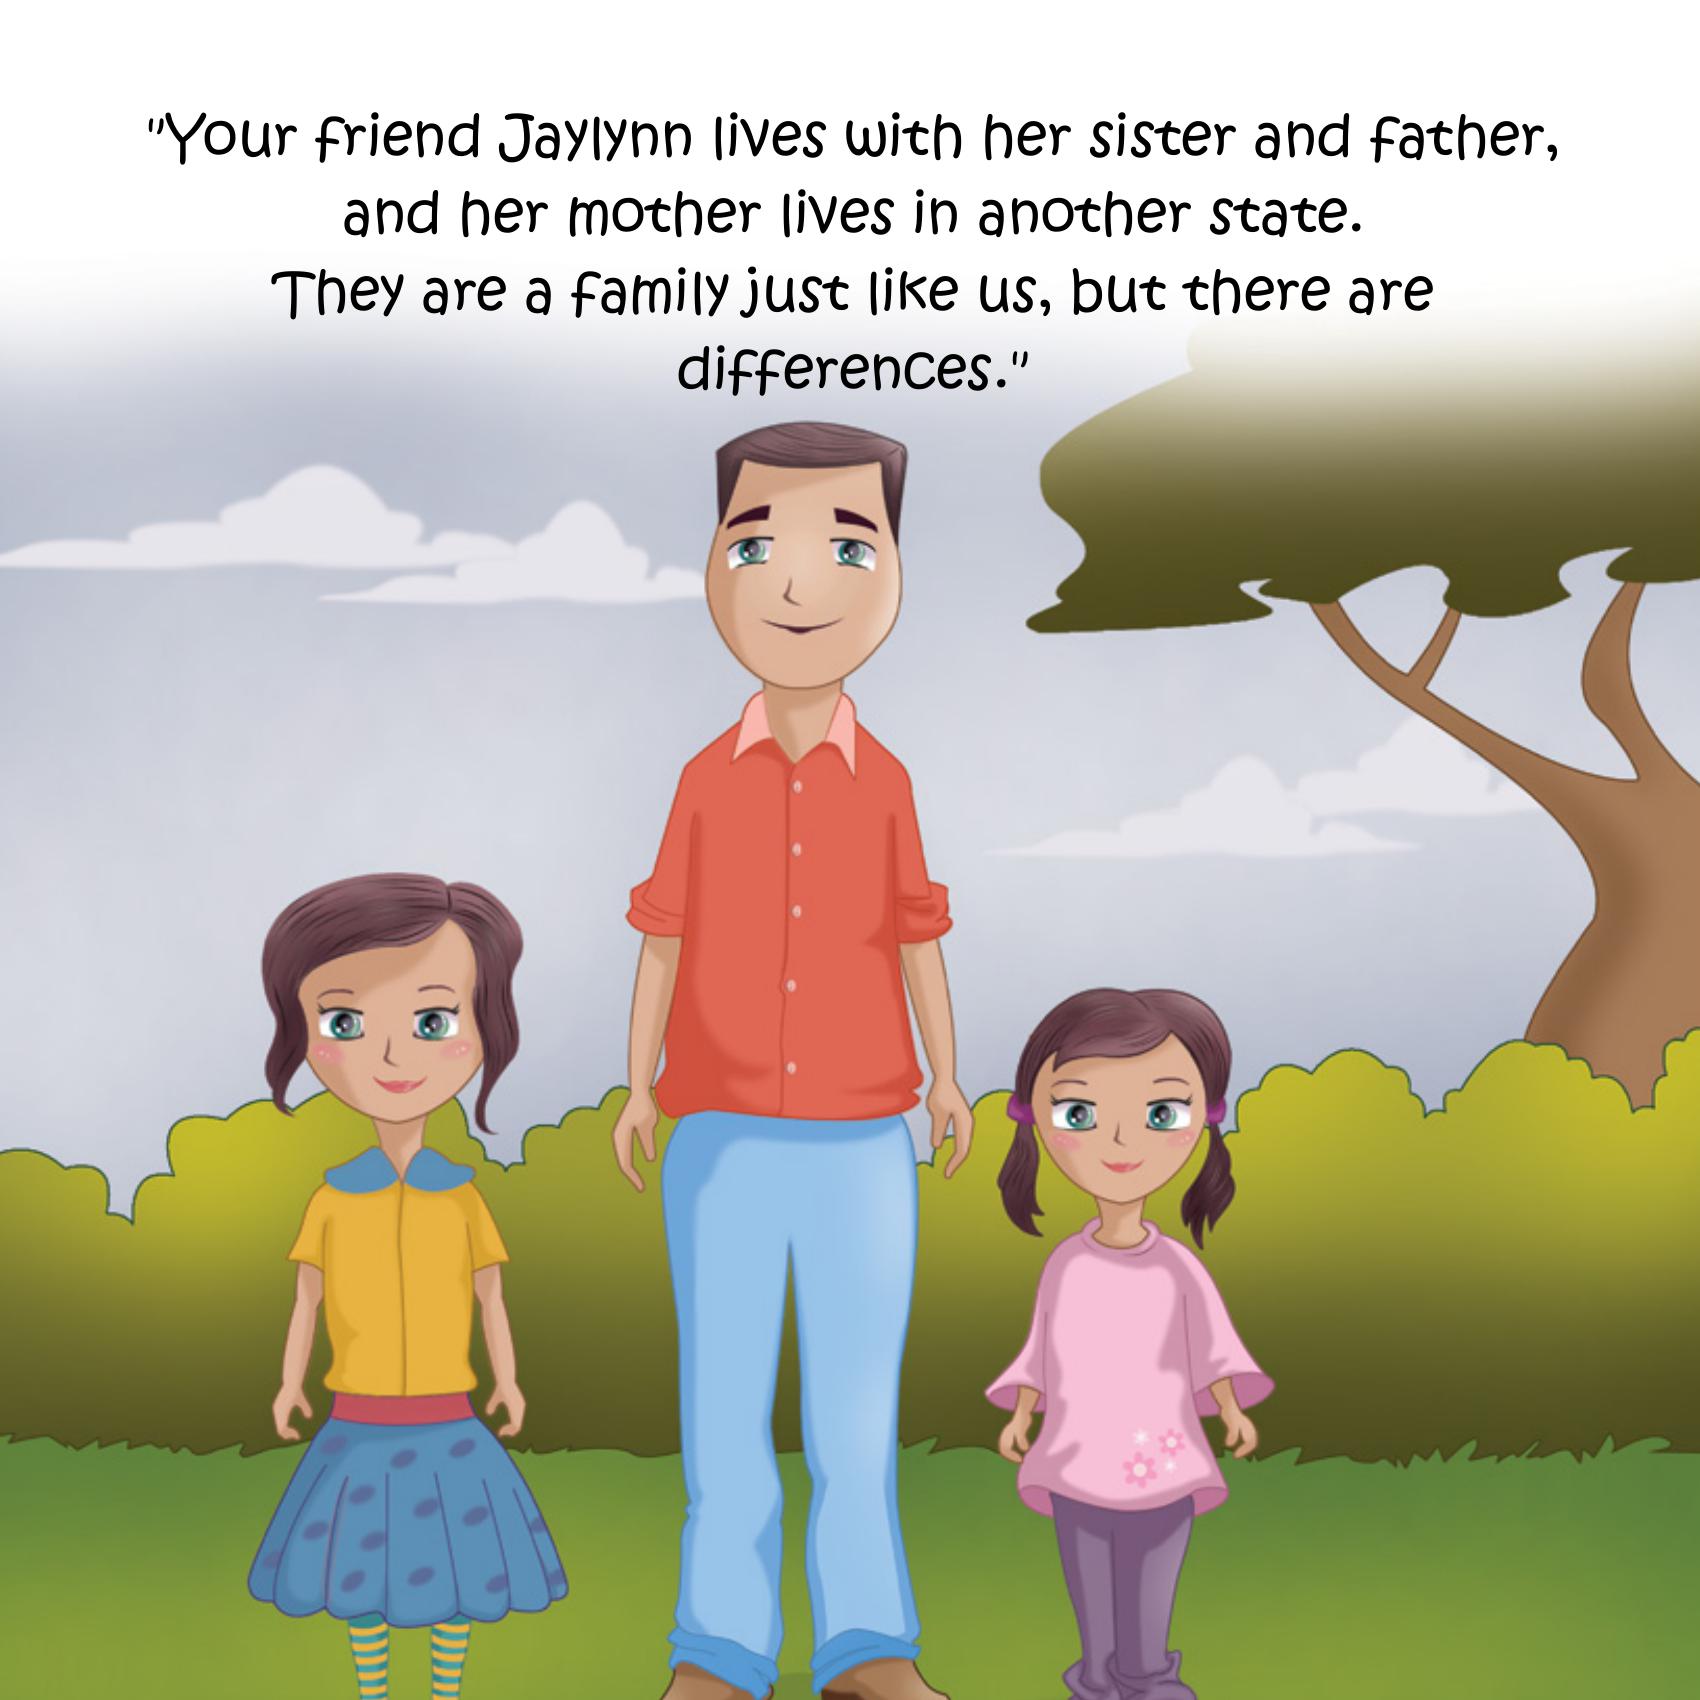 "Your friend Jaylynn lives with her sister and father,
and her mother lives in another state.
They are a family just like us, but there are
differences."